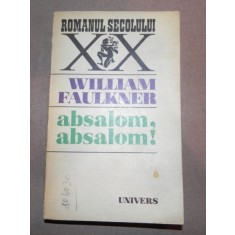 ROMANUL SECOLULUI
XX
WILLIAM
FAULKNER
absalom,
absalom!
UNIVERS